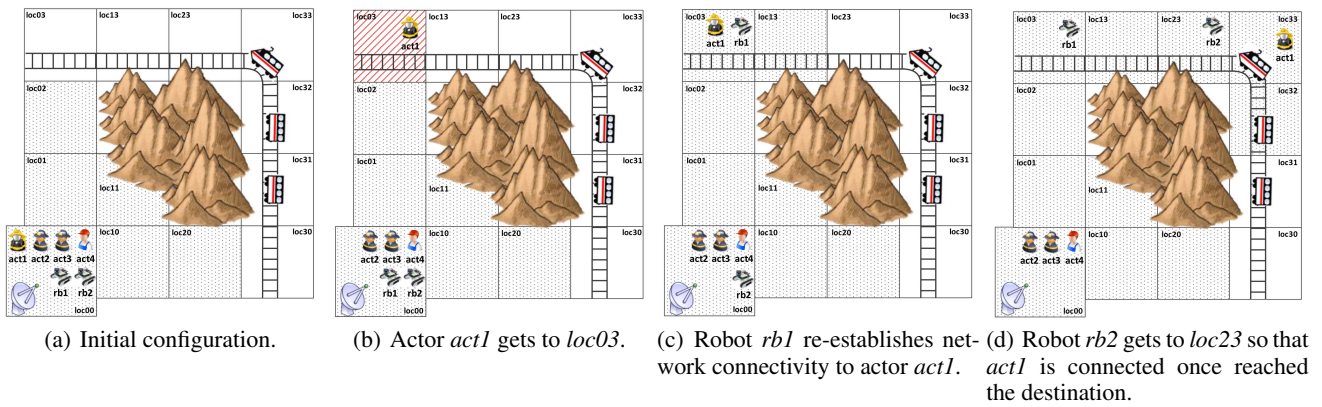 loc03 loc13 loc23 loc33
loc02 loc32
loc01 loc31
loc11
loc10 loc20 loc30
act1 act2 act3 act4
rb1 rb2
loc00
(a) Initial configuration.
loc03 loc13 loc23 loc33
act1
loc02 loc32
loc01 loc31
loc11
loc10 loc20 loc30
act2 act3 act4
rb1 rb2
loc00
(b) Actor act1 gets to loc03.
loc03 loc13 loc23 loc33
act1 rb1
loc02 loc32
loc01 loc31
loc11
loc10 loc20 loc30
act2 act3 act4
rb2
loc00
(c) Robot rb1 re-establishes net-
work connectivity to actor act1.
loc03 loc13 loc23 loc33
rb1 rb2 act1
loc02 loc32
loc01 loc31
loc11
loc10 loc20 loc30
act2 act3 act4
loc00
(d) Robot rb2 gets to loc23 so that
act1 is connected once reached
the destination.